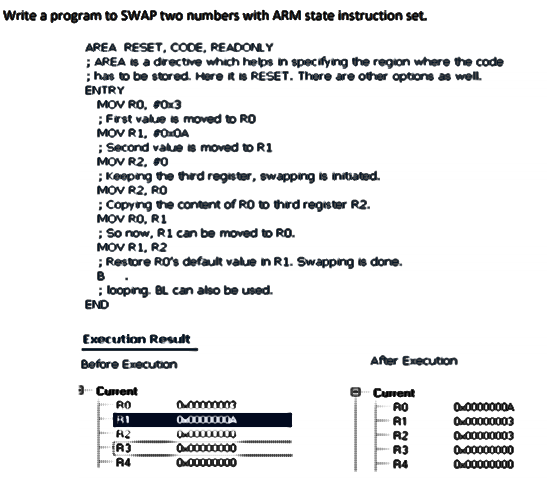 Write a program to SWAP two numbers with ARM state instruction set.
AREA RESET, CODE, READONLY
; AREA is a directive which helps in specifying the region where the code
; has to be stored. Here it is RESET. There are other options as well.
ENTRY
MOV R0, #0x3
; First value is moved to R0
MOV R1, #0x0A
; Second value is moved to R1
MOV R2, #0
; Keeping the third register, swapping is initiated.
MOV R2, R0
; Copying the content of R0 to third register R2.
MOV R0, R1
; So now, R1 can be moved to R0.
MOV R1, R2
; Restore R0's default value in R1. Swapping is done.
B .
; looping. BL can also be used.
END
Execution Result
Before Execution
Current
R0 0x00000003
R1 0x0000000A
R2 0x00000000
R3 0x00000000
R4 0x00000000
After Execution
Current
R0 0x0000000A
R1 0x00000003
R2 0x00000003
R3 0x00000000
R4 0x00000000